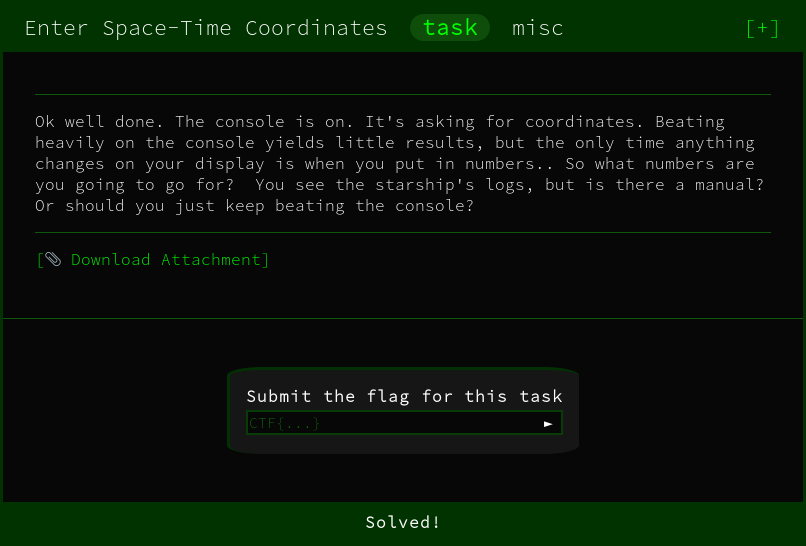 Enter Space-Time Coordinates task misc [+]
Ok well done. The console is on. It's asking for coordinates. Beating
heavily on the console yields little results, but the only time anything
changes on your display is when you put in numbers.. So what numbers are
you going to go for?  You see the starship's logs, but is there a manual?
Or should you just keep beating the console?
[📎 Download Attachment]
Submit the flag for this task
CTF{...} ►
Solved!